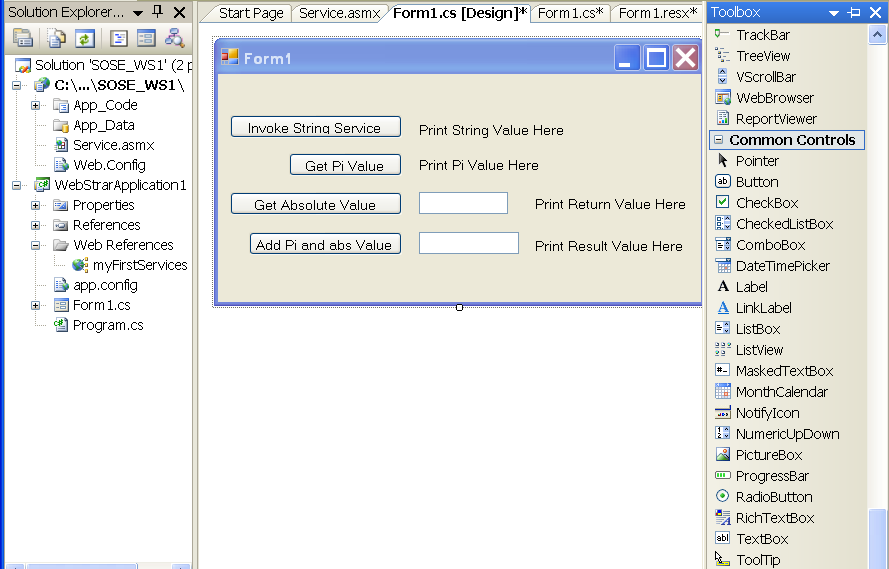 Solution Explorer...
Solution 'SOSE_WS1' (2 p
C:\...\SOSE_WS1\
App_Code
App_Data
Service.asmx
Web.Config
WebStrarApplication1
Properties
References
Web References
myFirstServices
app.config
Form1.cs
Program.cs
Start Page
Service.asmx
Form1.cs [Design]*
Form1.cs*
Form1.resx*
Form1
Invoke String Service
Print String Value Here
Get Pi Value
Print Pi Value Here
Get Absolute Value
Print Return Value Here
Add Pi and abs Value
Print Result Value Here
Toolbox
TrackBar
TreeView
VScrollBar
WebBrowser
ReportViewer
Common Controls
Pointer
ab
Button
CheckBox
CheckedListBox
ComboBox
DateTimePicker
A Label
A LinkLabel
ListBox
ListView
#- MaskedTextBox
MonthCalendar
NotifyIcon
NumericUpDown
PictureBox
ProgressBar
RadioButton
RichTextBox
abl TextBox
ToolTip